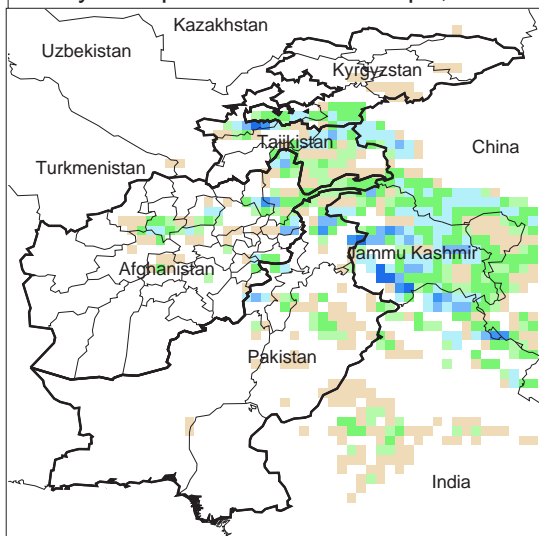 Kazakhstan
Uzbekistan
Kyrgyzstan
Tajikistan
China
Turkmenistan
Jammu Kashmir
Afghanistan
Pakistan
India